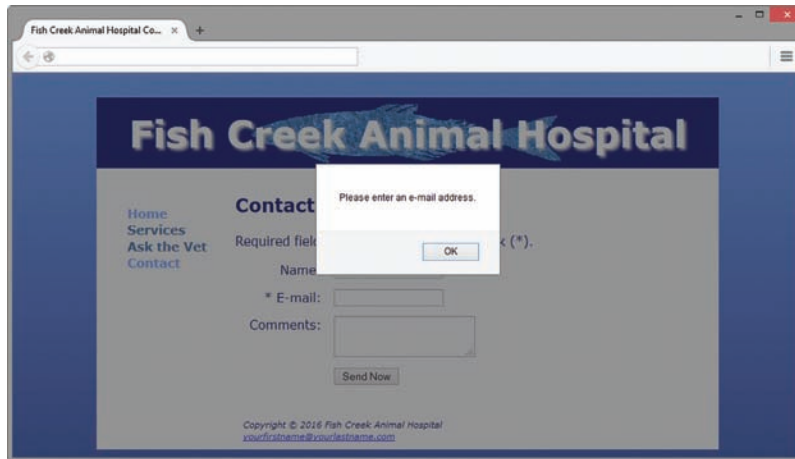 Fish Creek Animal Hospital Co...
Fish Creek Animal Hospital
Home
Services
Ask the Vet
Contact
Contact
Required (*).
Please enter an e-mail address.
OK
Name
* E-mail:
Comments:
Send Now
Copyright © 2016 Fish Creek Animal Hospital
yourfirstname@yourlastname.com